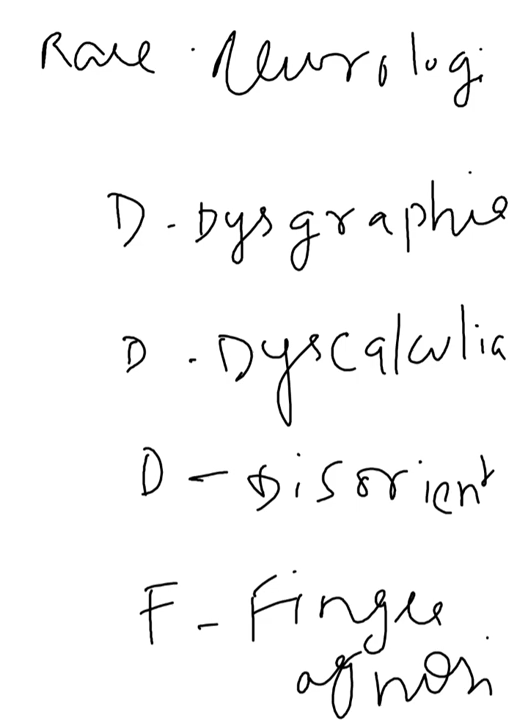 Rare Neurologi
D - Dysgraphia
D - Dyscalculia
D - Disorient
F - Finger
agnosi